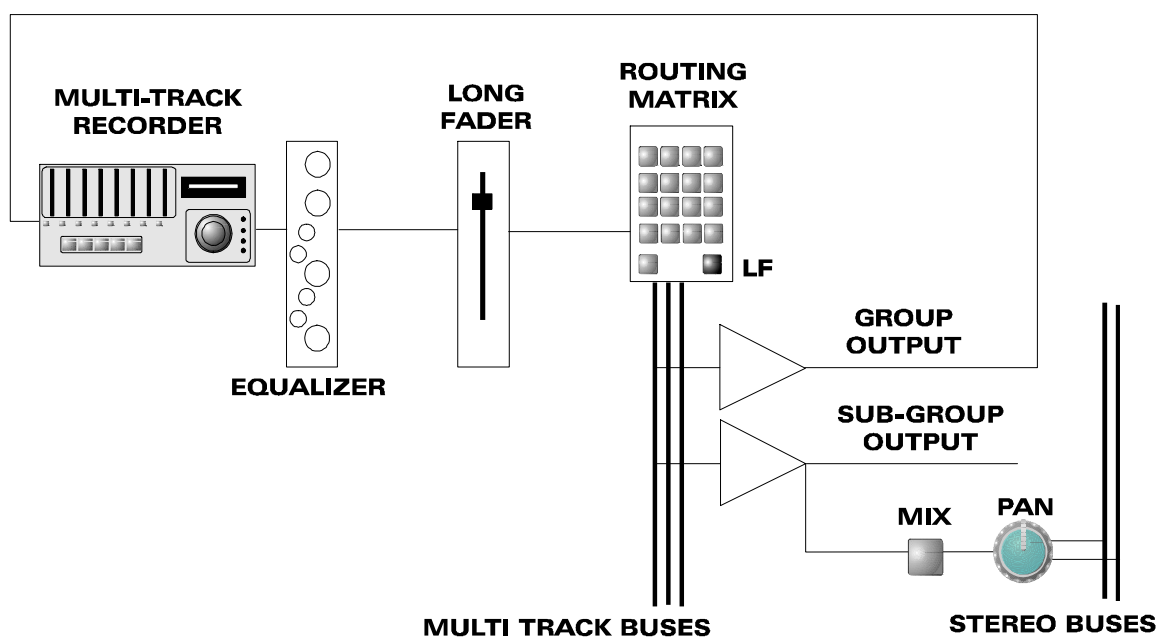 MULTI-TRACK
RECORDER
LONG
FADER
ROUTING
MATRIX
LF
EQUALIZER
GROUP
OUTPUT
SUB-GROUP
OUTPUT
MIX
PAN
MULTI TRACK BUSES
STEREO BUSES